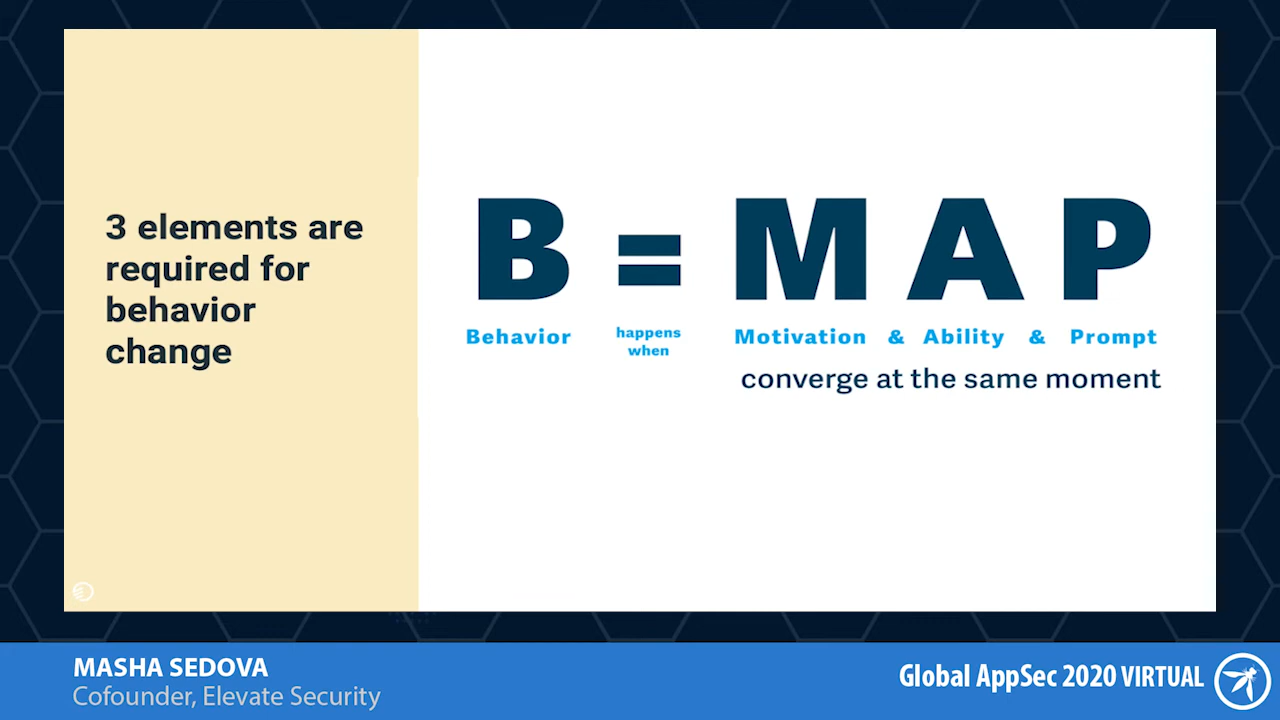 3 elements are
required for
behavior
change
B = M A P
Behavior happens when Motivation & Ability & Prompt
converge at the same moment
MASHA SEDOVA
Cofounder, Elevate Security
Global AppSec 2020 VIRTUAL